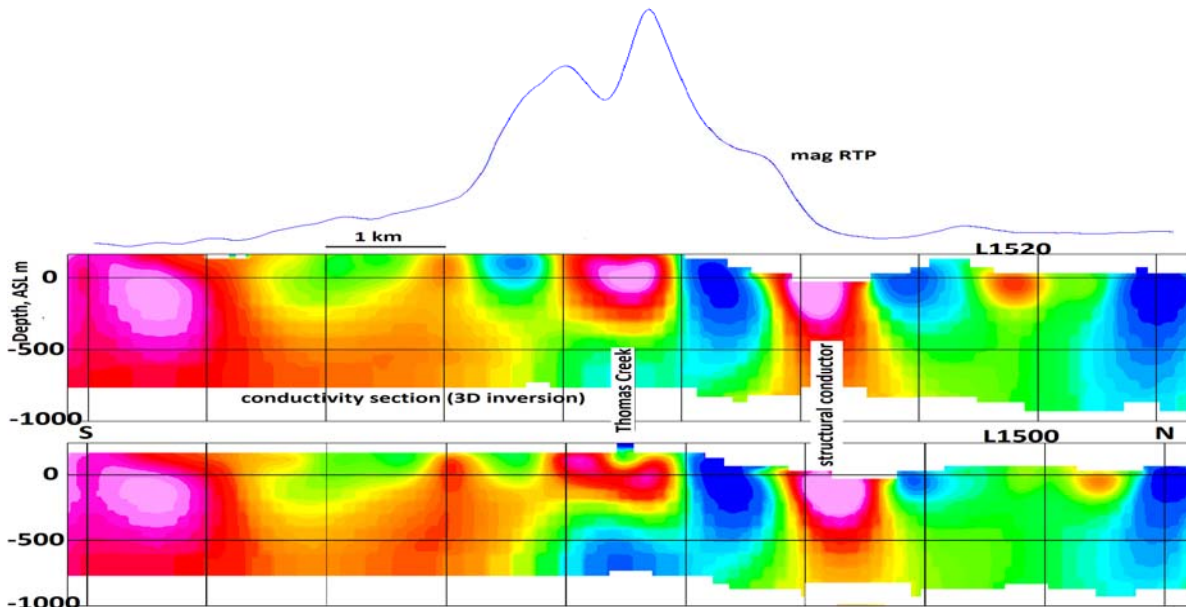 mag RTP
1 km
L1520
Depth, ASL m
0
-500
-1000
conductivity section (3D inversion)
Thomas Creek
structural conductor
S
L1500
N
0
-500
-1000